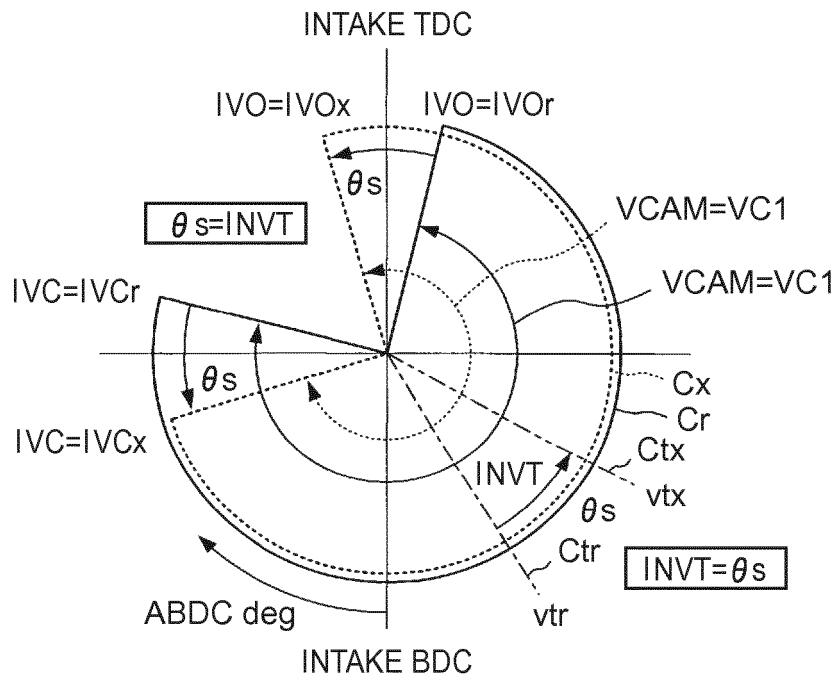 INTAKE TDC
IVO=IVOx
IVO=IVOr
θs
VCAM=VC1
θs=INVT
VCAM=VC1
IVC=IVCr
θs
Cx
Cr
IVC=IVCx
Ctx
INVT
vtx
θs
Ctr
INVT=θs
vtr
ABDC deg
INTAKE BDC